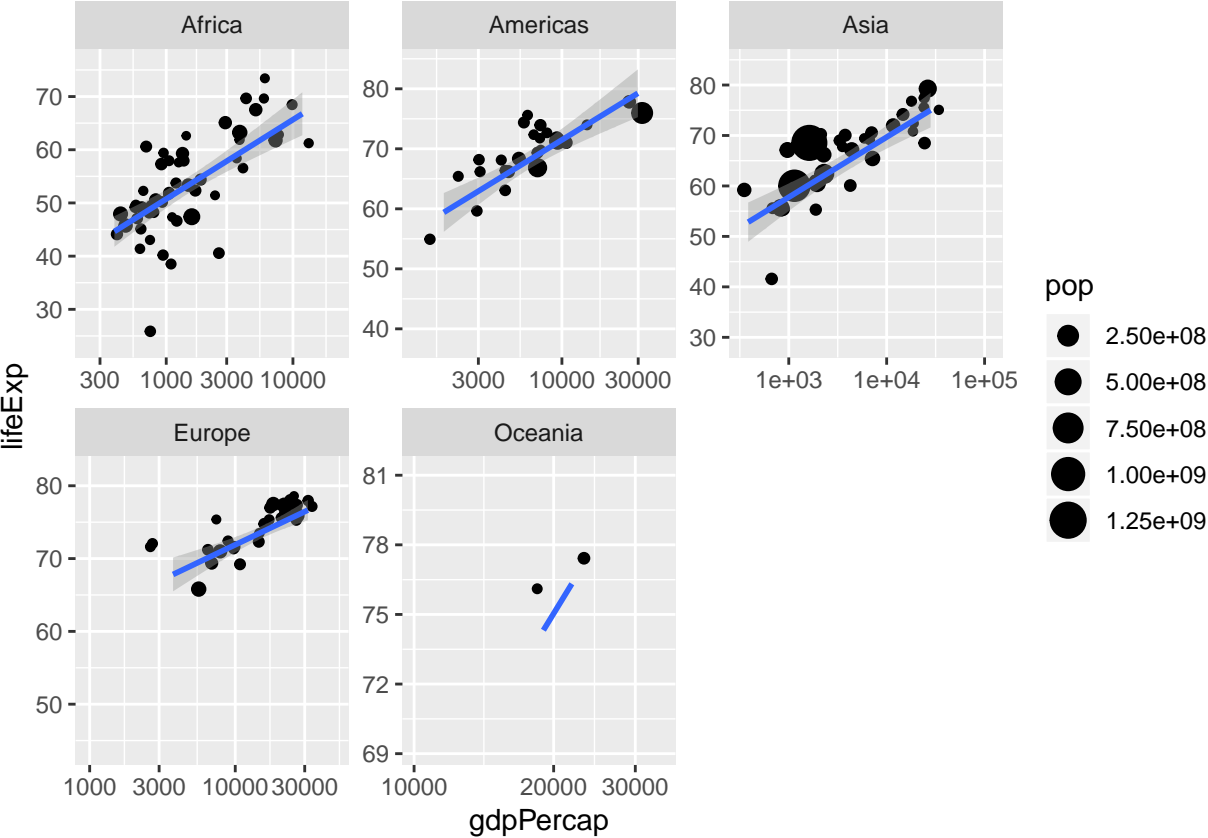 Africa Americas Asia
70
60
50
40
30
80
70
60
50
40
80
70
60
50
40
30
300 1000 3000 10000
3000 10000 30000
1e+03 1e+04 1e+05
pop
2.50e+08
5.00e+08
7.50e+08
1.00e+09
1.25e+09
lifeExp
Europe Oceania
80
70
60
50
81
78
75
72
69
1000 3000 10000 30000
10000 20000 30000
gdpPercap